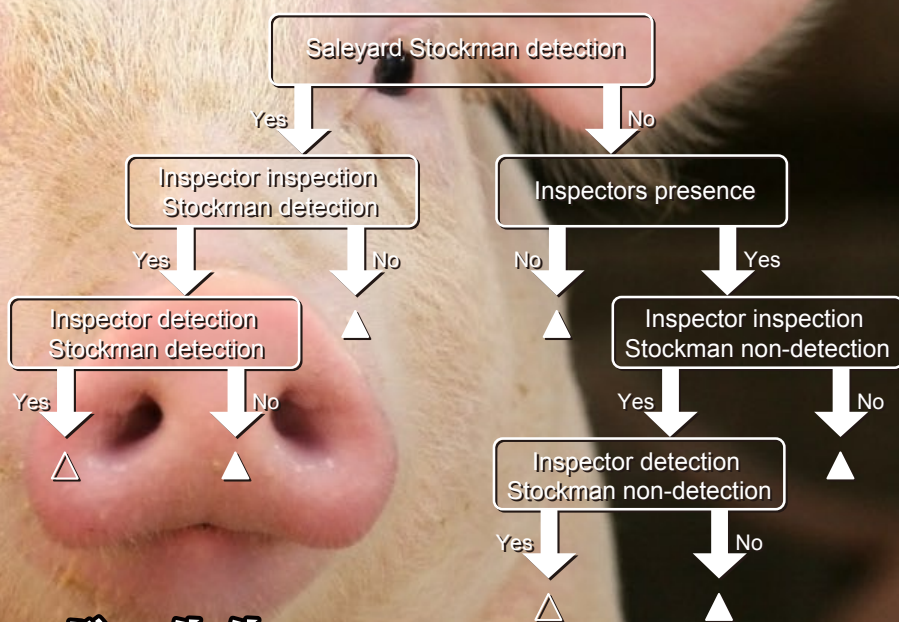 Saleyard Stockman detection
Yes
No
Inspector inspection
Stockman detection
Inspectors presence
Yes
No
No
Yes
Inspector detection
Stockman detection
Inspector inspection
Stockman non-detection
Yes
No
Yes
No
Inspector detection
Stockman non-detection
Yes
No